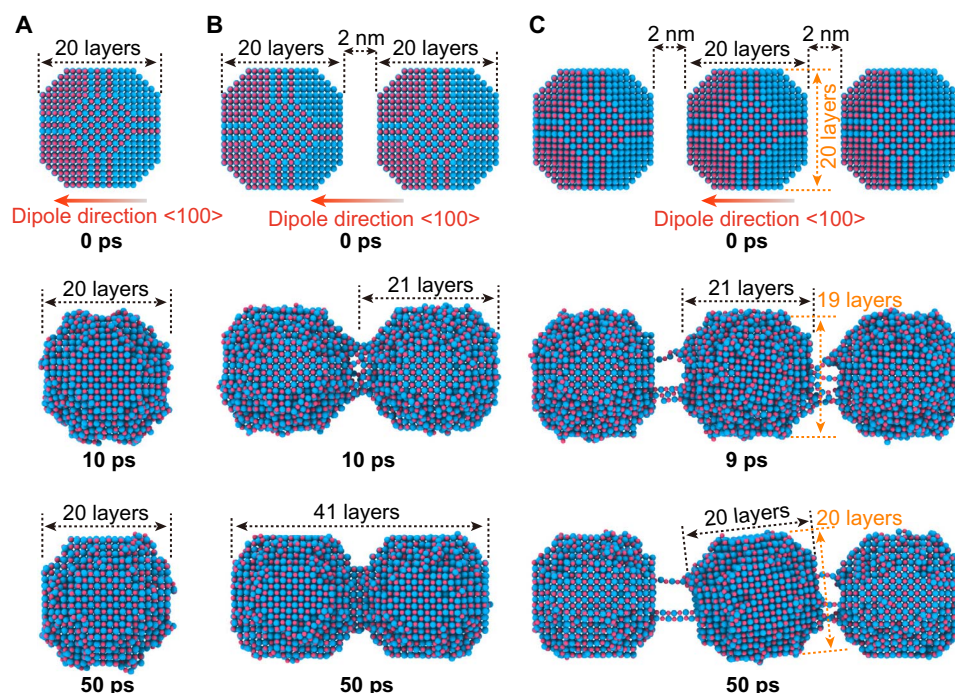 A
B
C
20 layers
20 layers
2 nm
20 layers
2 nm
20 layers
2 nm
20 layers
Dipole direction <100>
0 ps
Dipole direction <100>
0 ps
Dipole direction <100>
0 ps
20 layers
21 layers
21 layers
19 layers
10 ps
10 ps
9 ps
20 layers
41 layers
20 layers
20 layers
50 ps
50 ps
50 ps